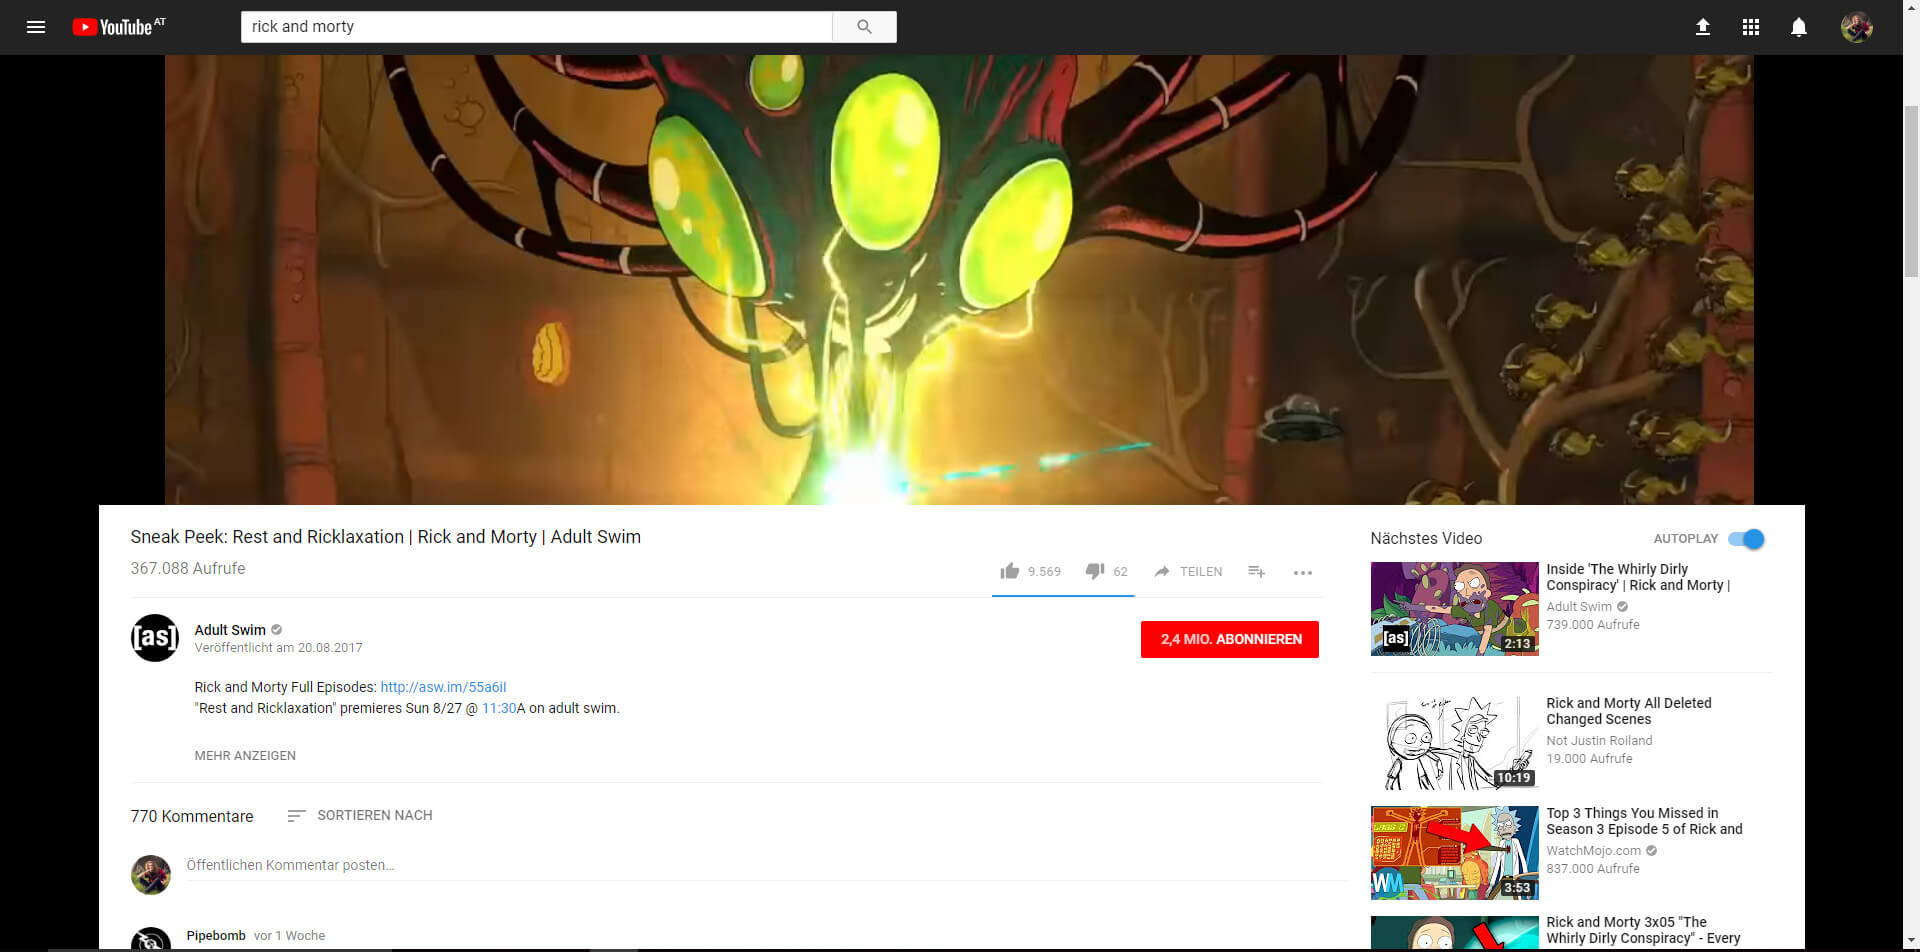 YouTube AT
rick and morty
Sneak Peek: Rest and Ricklaxation | Rick and Morty | Adult Swim
367.088 Aufrufe
9.569
62
TEILEN
[as]
Adult Swim
Veröffentlicht am 20.08.2017
2,4 MIO. ABONNIEREN
Rick and Morty Full Episodes: http://asw.im/55a6iI
"Rest and Ricklaxation" premieres Sun 8/27 @ 11:30A on adult swim.
MEHR ANZEIGEN
770 Kommentare
SORTIEREN NACH
Öffentlichen Kommentar posten...
Pipebomb vor 1 Woche
Nächstes Video
AUTOPLAY
[as]
2:13
Inside 'The Whirly Dirly
Conspiracy' | Rick and Morty |
Adult Swim
739.000 Aufrufe
10:19
Rick and Morty All Deleted
Changed Scenes
Not Justin Roiland
19.000 Aufrufe
WM
3:53
Top 3 Things You Missed in
Season 3 Episode 5 of Rick and
WatchMojo.com
837.000 Aufrufe
Rick and Morty 3x05 "The
Whirly Dirly Conspiracy" - Every